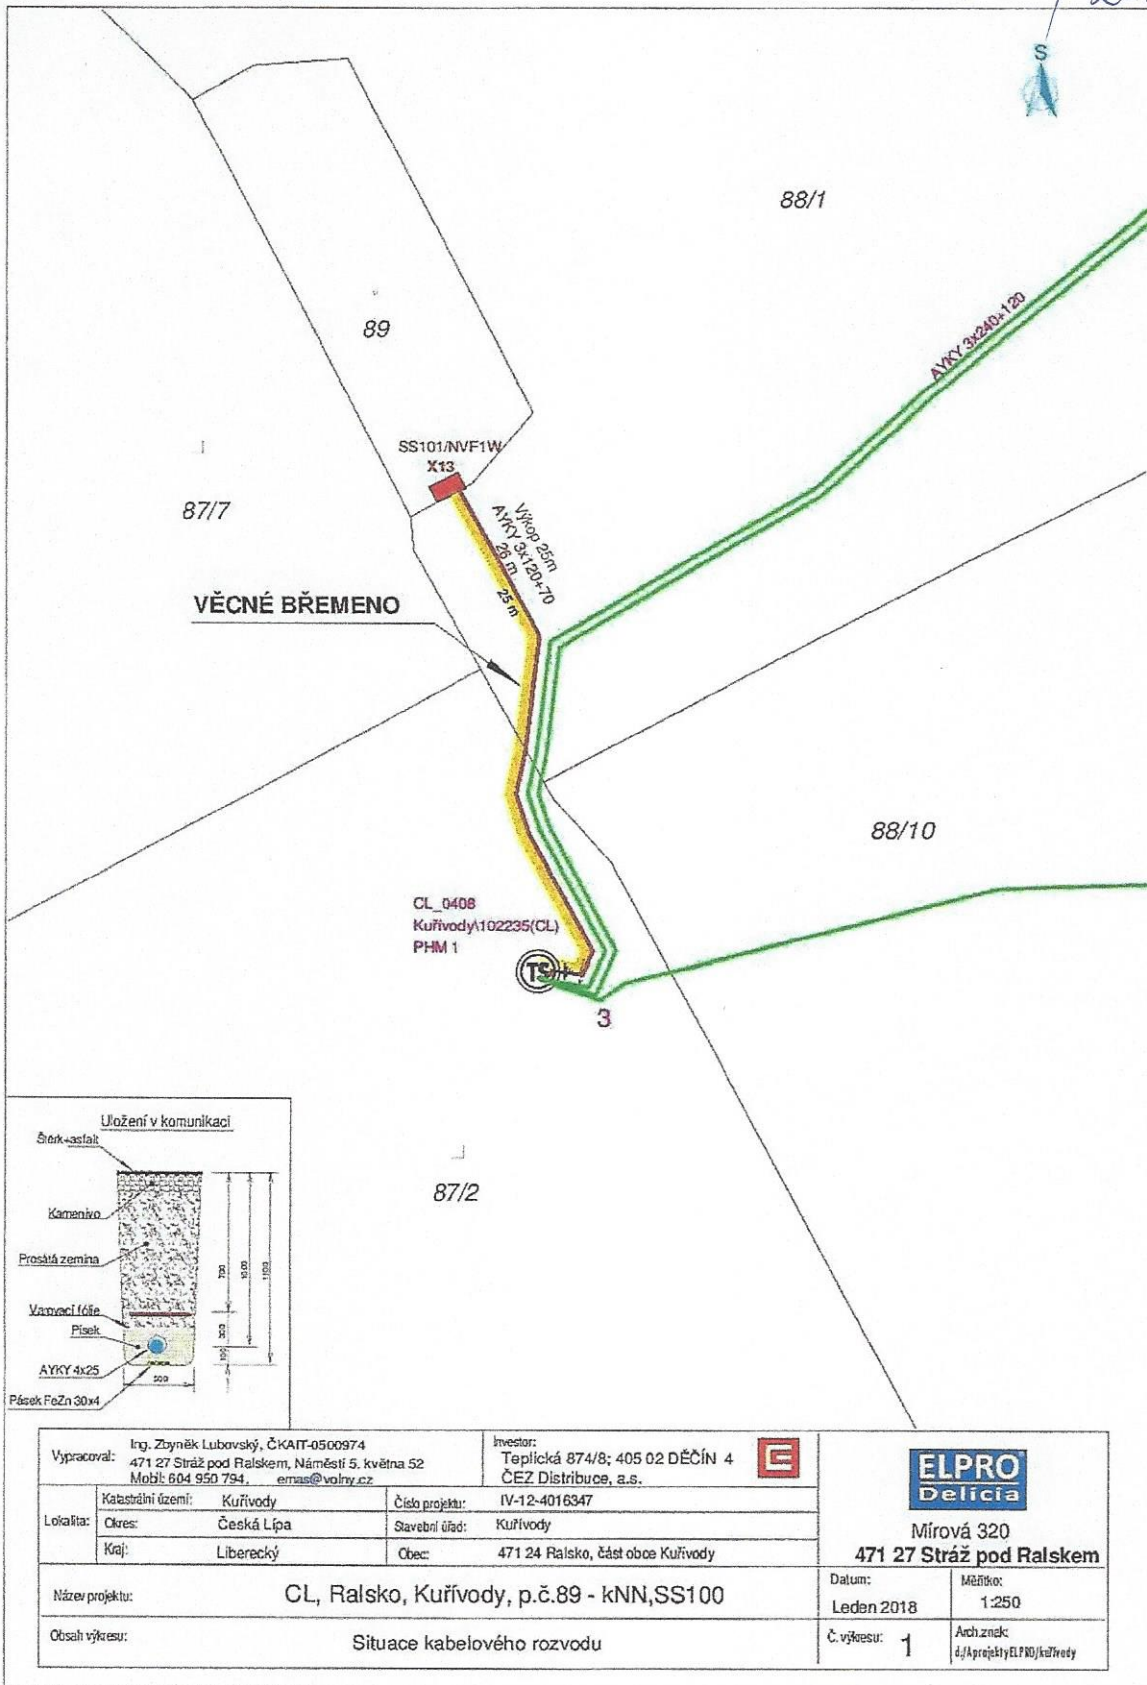 S
88/1
AYKY 3x240+120
89
SS101/NVF1W
X13
87/7
Výkop 25m
AYKY 3x120+70
26 m
25 m
VĚCNÉ BŘEMENO
88/10
CL_0408
Kuřívody\102235(CL)
PHM 1
TS
3
87/2
Uložení v komunikaci
Štěrk+asfalt
Kamenivo
Prosátá zemina
Varovací fólie
Písek
AYKY 4x25
Pásek FeZn 30x4
700
1000
1100
300
100
500
Vypracoval:
Ing. Zbyněk Lubovský, ČKAIT-0500974
471 27 Stráž pod Ralskem, Náměstí 5. května 52
Mobil: 604 950 794, emas@volny.cz
Investor:
Teplická 874/8; 405 02 DĚČÍN 4
ČEZ Distribuce, a.s.
ELPRO
Delicia
Mírová 320
471 27 Stráž pod Ralskem
Lokalita:
Katastrální území: Kuřívody
Číslo projektu: IV-12-4016347
Okres: Česká Lípa
Stavební úřad: Kuřívody
Kraj: Liberecký
Obec: 471 24 Ralsko, část obce Kuřívody
Název projektu: CL, Ralsko, Kuřívody, p.č.89 - kNN,SS100
Datum: Leden 2018
Měřítko: 1:250
Obsah výkresu: Situace kabelového rozvodu
Č. výkresu: 1
Arch.znak:
d:/AprojektyELPRO/kuřívody